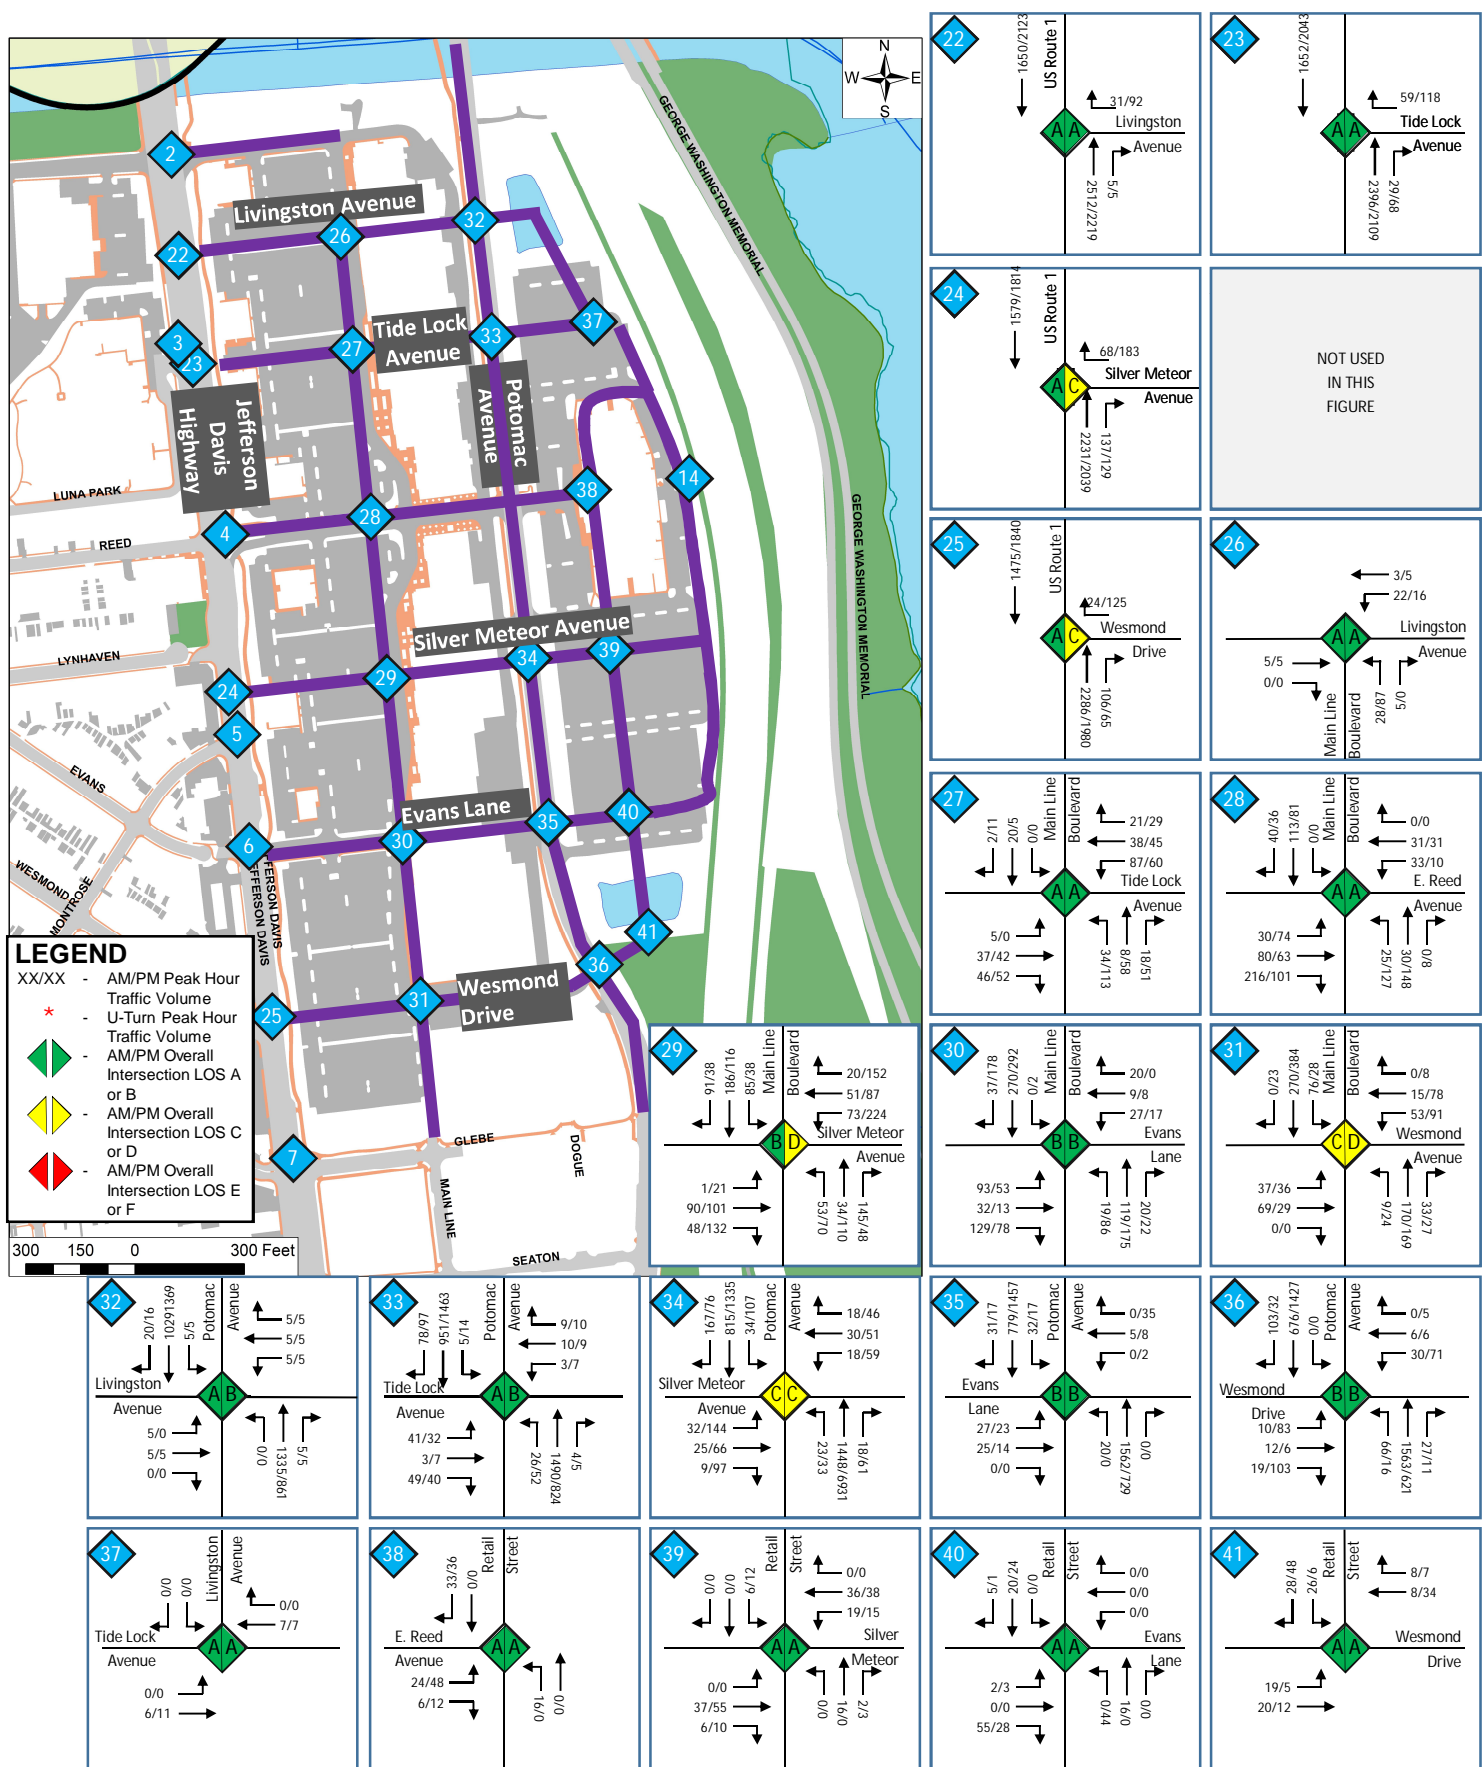 N
W
E
S
GEORGE WASHINGTON MEMORIAL
GEORGE WASHINGTON MEMORIAL
2
Livingston Avenue
22
26
32
3
23
27
Tide Lock
Avenue
33
37
Jefferson
Davis
Highway
Potomac
Avenue
LUNA PARK
4
28
38
14
REED
LYNHAVEN
Silver Meteor Avenue
24
29
34
39
5
EVANS
Evans Lane
6
30
35
40
WESMOND
MONTROSE
FFERSON DAVIS
EFFERSON DAVIS
41
36
25
31
Wesmond
Drive
7
GLEBE
DOGUE
MAIN LINE
SEATON
LEGEND
XX/XX - AM/PM Peak Hour
Traffic Volume
* - U-Turn Peak Hour
Traffic Volume
- AM/PM Overall
Intersection LOS A
or B
- AM/PM Overall
Intersection LOS C
or D
- AM/PM Overall
Intersection LOS E
or F
300 150 0 300 Feet
22
1650/2123
US Route 1
31/92
A A
Livingston
Avenue
2512/2219
5/5
23
1652/2043
59/118
A A
Tide Lock
Avenue
2396/2109
29/68
24
1579/1814
US Route 1
68/183
A C
Silver Meteor
Avenue
2231/2039
137/129
NOT USED
IN THIS
FIGURE
25
1475/1840
US Route 1
24/125
A C
Wesmond
Drive
2286/1980
106/65
26
3/5
22/16
A A
Livingston
Avenue
5/5
0/0
Main Line
Boulevard
28/87
5/0
27
2/11
20/5
0/0
Main Line
Boulevard
21/29
38/45
87/60
A A
Tide Lock
Avenue
5/0
37/42
46/52
34/113
8/58
18/51
28
40/36
113/81
0/0
Main Line
Boulevard
0/0
31/31
33/10
A A
E. Reed
Avenue
30/74
80/63
216/101
25/127
30/148
0/8
29
91/38
186/116
85/38
Main Line
Boulevard
20/152
51/87
73/224
B D
Silver Meteor
Avenue
1/21
90/101
48/132
53/70
34/110
145/48
30
37/178
270/292
0/2
Main Line
Boulevard
20/0
9/8
27/17
B B
Evans
Lane
93/53
32/13
129/78
19/86
119/175
20/22
31
0/23
270/384
76/28
Main Line
Boulevard
0/8
15/78
53/91
C D
Wesmond
Avenue
37/36
69/29
0/0
9/24
170/169
33/27
32
20/16
10291369
5/5
Potomac
Avenue
5/5
5/5
5/5
Livingston
Avenue
A B
5/0
5/5
0/0
0/0
1335/861
5/5
33
78/97
951/1463
5/14
Potomac
Avenue
9/10
10/9
3/7
Tide Lock
Avenue
A B
41/32
3/7
49/40
26/52
1490/824
4/5
34
167/76
815/1335
34/107
Potomac
Avenue
18/46
30/51
18/59
Silver Meteor
Avenue
C C
32/144
25/66
9/97
23/33
1448/6931
18/61
35
31/17
779/1457
32/17
Potomac
Avenue
0/35
5/8
0/2
Evans
Lane
B B
27/23
25/14
0/0
20/0
1562/729
0/0
36
103/32
676/1427
0/0
Potomac
Avenue
0/5
6/6
30/71
Wesmond
Drive
B B
10/83
12/6
19/103
66/16
1563/621
27/11
37
0/0
0/0
Livingston
Avenue
0/0
7/7
Tide Lock
Avenue
A A
0/0
6/11
38
33/36
0/0
Retail
Street
E. Reed
Avenue
A A
24/48
6/12
16/0
0/0
39
0/0
0/0
6/12
Retail
Street
0/0
36/38
19/15
A A
Silver
Meteor
0/0
37/55
6/10
0/0
16/0
2/3
40
5/1
20/24
0/0
Retail
Street
0/0
0/0
0/0
A A
Evans
Lane
2/3
0/0
55/28
0/44
16/0
0/0
41
28/48
26/6
Retail
Street
8/7
8/34
A A
Wesmond
Drive
19/5
20/12